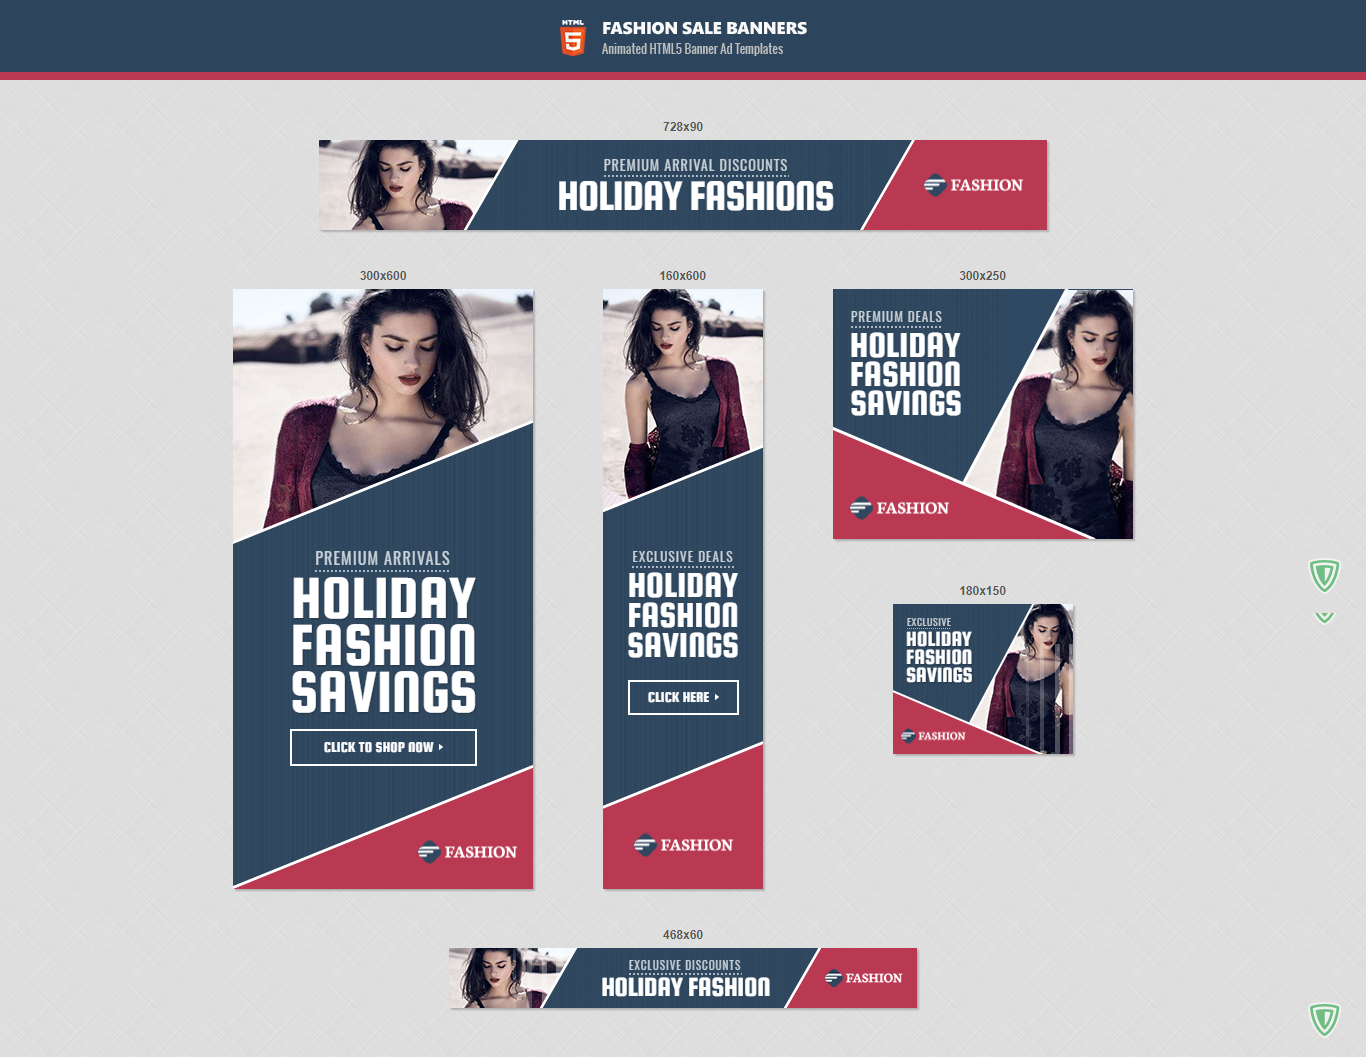 HTML
5
FASHION SALE BANNERS
Animated HTML5 Banner Ad Templates
728x90
PREMIUM ARRIVAL DISCOUNTS
HOLIDAY FASHIONS
FASHION
300x600
PREMIUM ARRIVALS
HOLIDAY
FASHION
SAVINGS
CLICK TO SHOP NOW
FASHION
160x600
EXCLUSIVE DEALS
HOLIDAY
FASHION
SAVINGS
CLICK HERE
FASHION
300x250
PREMIUM DEALS
HOLIDAY
FASHION
SAVINGS
FASHION
180x150
EXCLUSIVE
HOLIDAY
FASHION
SAVINGS
FASHION
468x60
EXCLUSIVE DISCOUNTS
HOLIDAY FASHION
FASHION